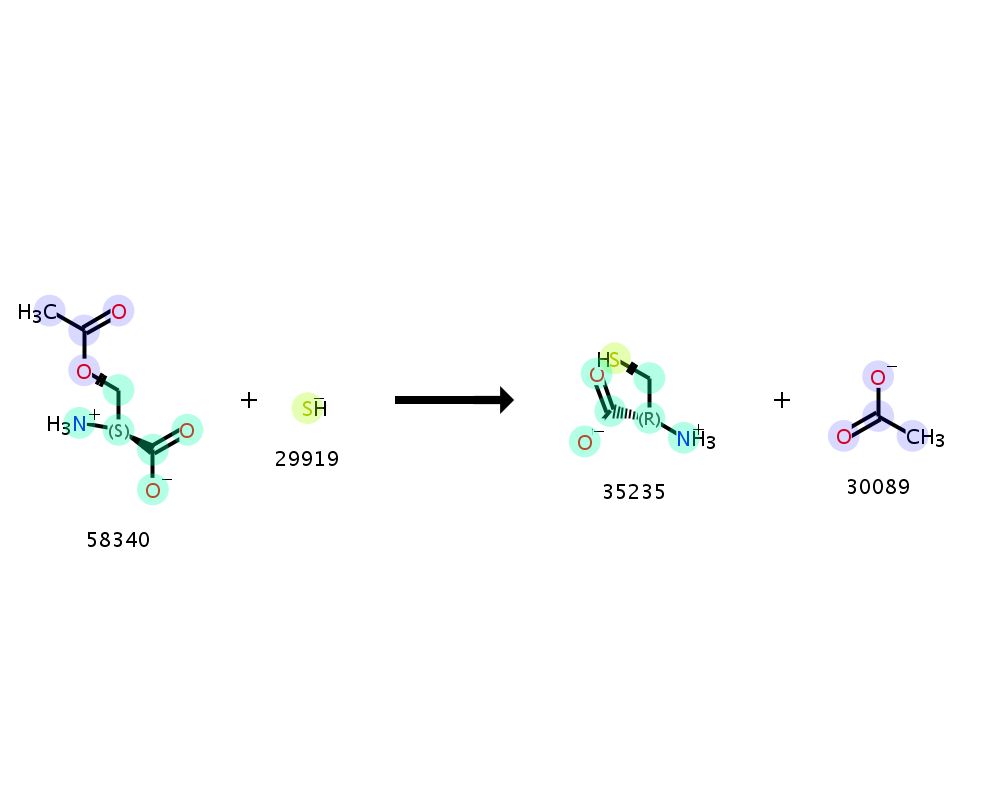 H3C O
O
H3N+ (S) O
O−
58340
+
SH−
29919
HS
O
(R)
O− NH3+
35235
+
O−
O CH3
30089